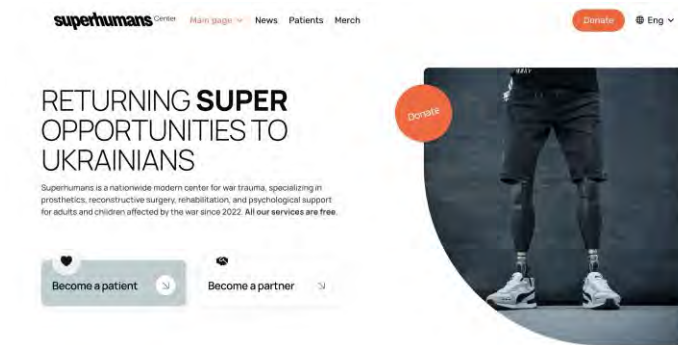 superhumans Center Main page News Patients Merch Donate Eng
Donate
RETURNING SUPER
OPPORTUNITIES TO
UKRAINIANS
Superhumans is a nationwide modern center for war trauma, specializing in
prosthetics, reconstructive surgery, rehabilitation, and psychological support
for adults and children affected by the war since 2022. All our services are free.
Become a patient
Become a partner